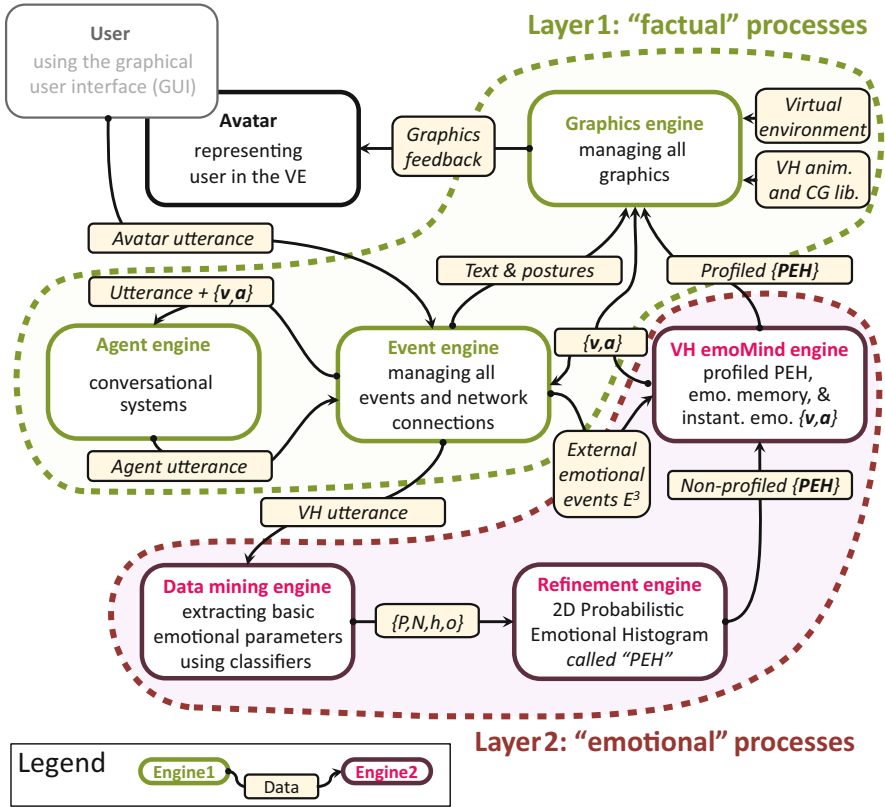 Layer 1: “factual” processes
User
using the graphical
user interface (GUI)
Avatar
representing
user in the VE
Graphics
feedback
Graphics engine
managing all
graphics
Virtual
environment
VH anim.
and CG lib.
Avatar utterance
Text & postures
Profiled {PEH}
Utterance + {v,a}
Agent engine
conversational
systems
Agent utterance
Event engine
managing all
events and network
connections
{v,a}
VH emoMind engine
profiled PEH,
emo. memory, &
instant. emo. {v,a}
External
emotional
events E³
Non-profiled {PEH}
VH utterance
Data mining engine
extracting basic
emotional parameters
using classifiers
{P,N,h,o}
Refinement engine
2D Probabilistic
Emotional Histogram
called “PEH”
Layer 2: “emotional” processes
Legend
Engine1
Data
Engine2